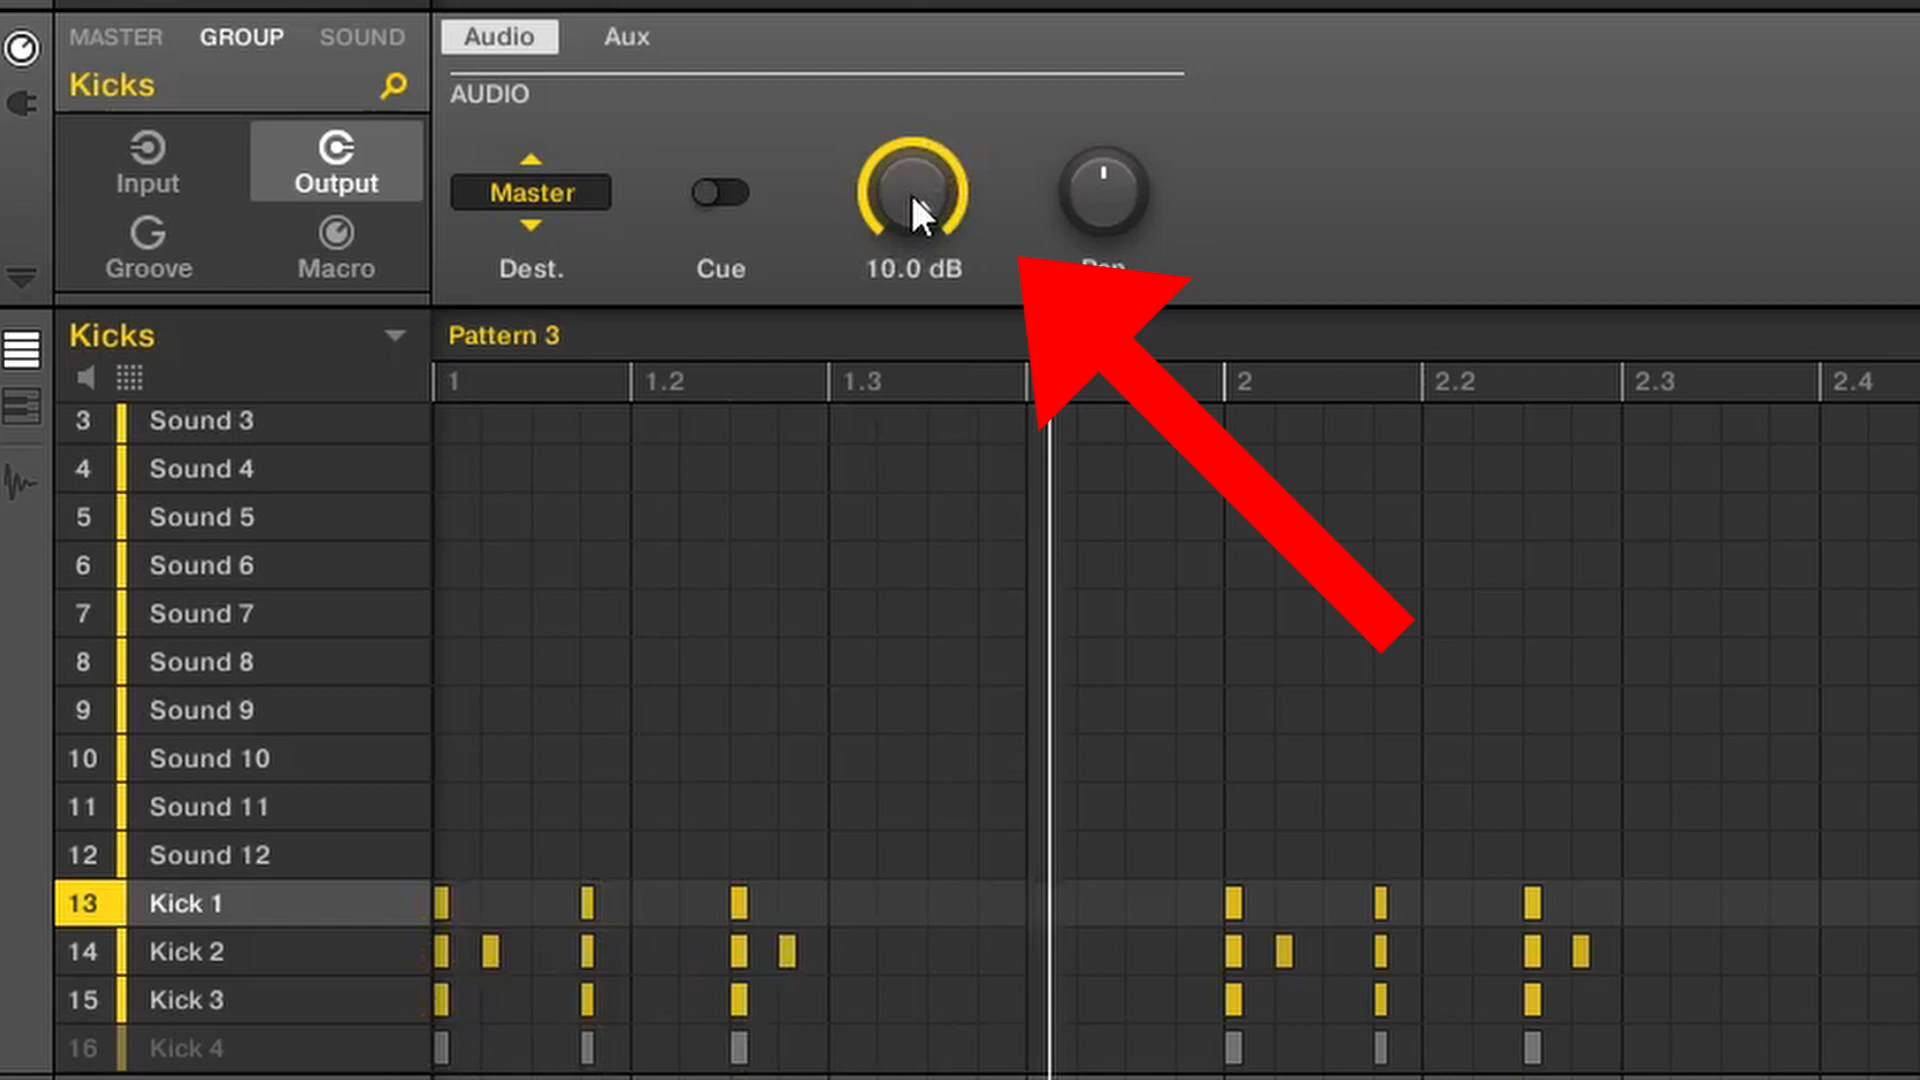 MASTER GROUP SOUND
Kicks
Input Output
Groove Macro
Audio Aux
AUDIO
Master
Dest. Cue 10.0 dB
Kicks
Pattern 3
1 1.2 1.3 2 2.2 2.3 2.4
3 Sound 3
4 Sound 4
5 Sound 5
6 Sound 6
7 Sound 7
8 Sound 8
9 Sound 9
10 Sound 10
11 Sound 11
12 Sound 12
13 Kick 1
14 Kick 2
15 Kick 3
16 Kick 4